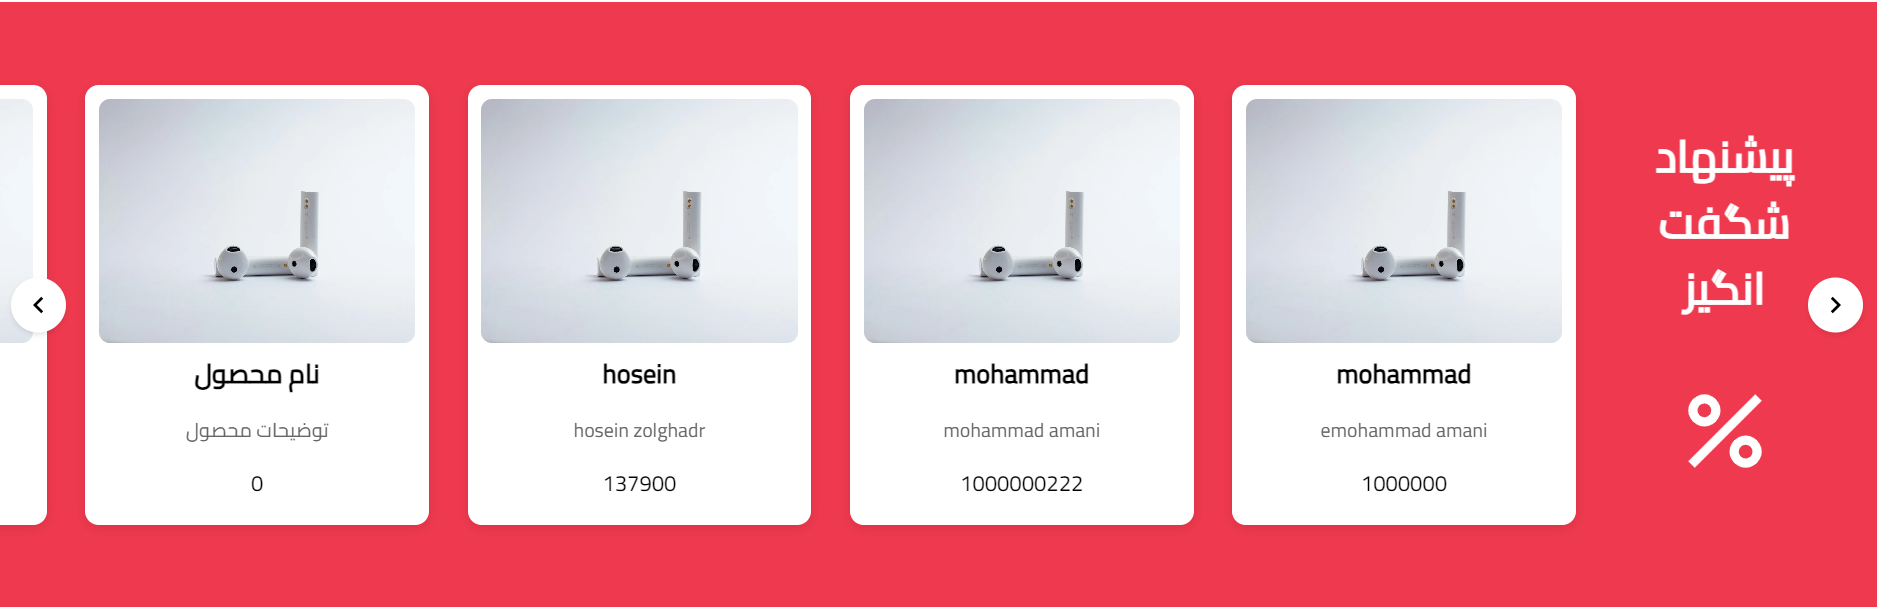 پیشنهاد
شگفت
انگیز
mohammad
emohammad amani
1000000
mohammad
mohammad amani
1000000222
hosein
hosein zolghadr
137900
نام محصول
توضیحات محصول
0